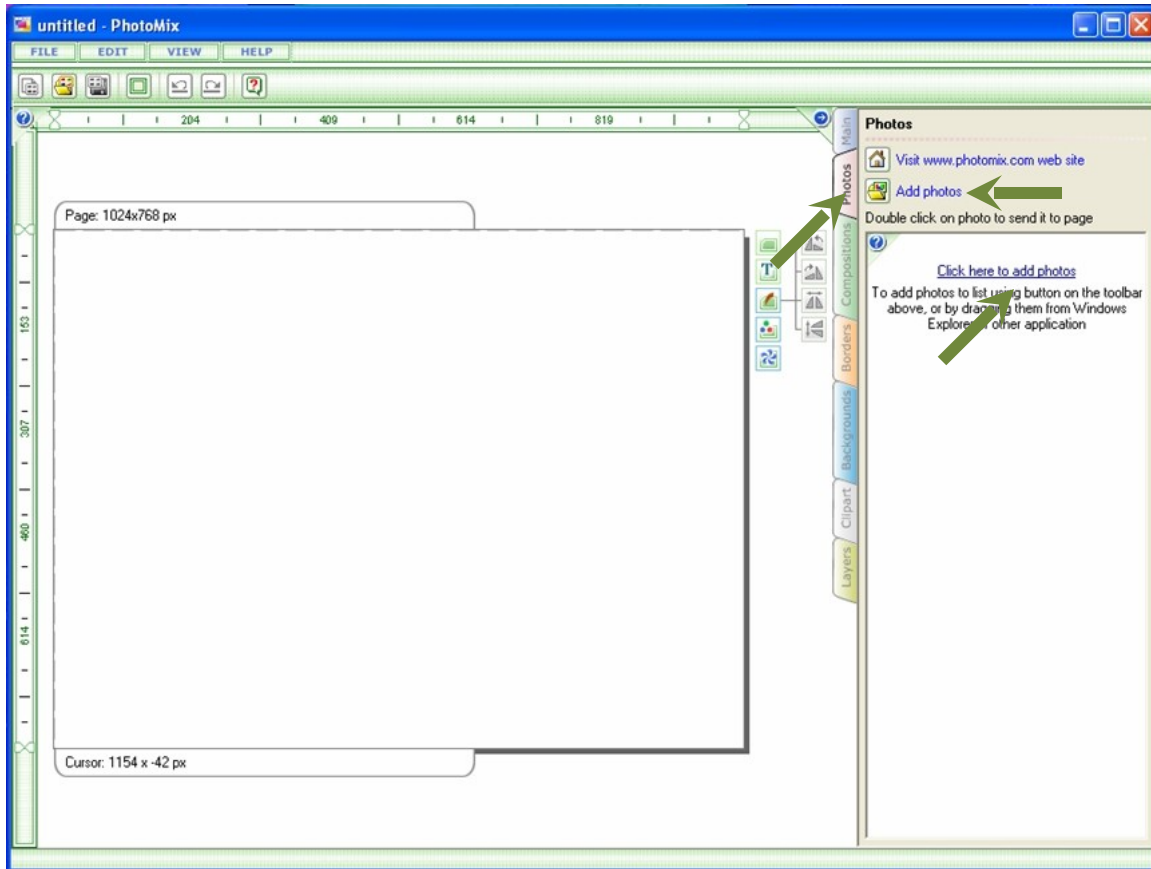 untitled - PhotoMix
FILE EDIT VIEW HELP
204 409 614 819
Page: 1024x768 px
153
307
460
614
Cursor: 1154 x -42 px
T
Main
Photos
Compositions
Borders
Backgrounds
Clipart
Layers
Photos
Visit www.photomix.com web site
Add photos
Double click on photo to send it to page
Click here to add photos
To add photos to list using button on the toolbar
above, or by dragging them from Windows
Explorer other application